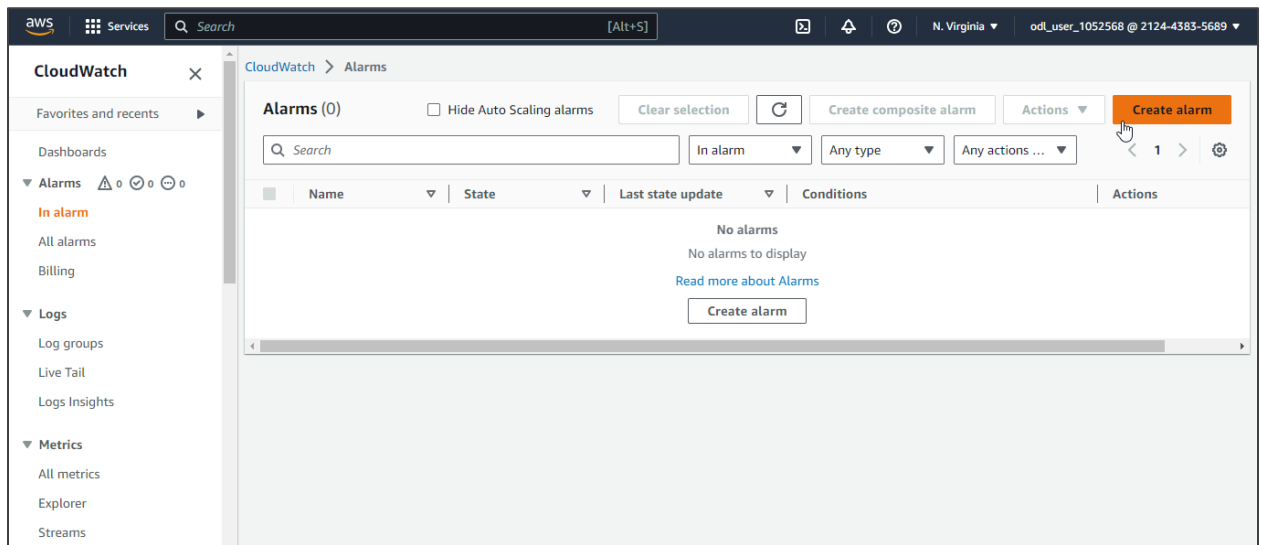 aws Services Search [Alt+S] N. Virginia odl_user_1052568 @ 2124-4383-5689
CloudWatch
Favorites and recents
Dashboards
Alarms 0 0 0
In alarm
All alarms
Billing
Logs
Log groups
Live Tail
Logs Insights
Metrics
All metrics
Explorer
Streams
CloudWatch > Alarms
Alarms (0) Hide Auto Scaling alarms Clear selection Create composite alarm Actions Create alarm
Search In alarm Any type Any actions ... 1
Name State Last state update Conditions Actions
No alarms
No alarms to display
Read more about Alarms
Create alarm